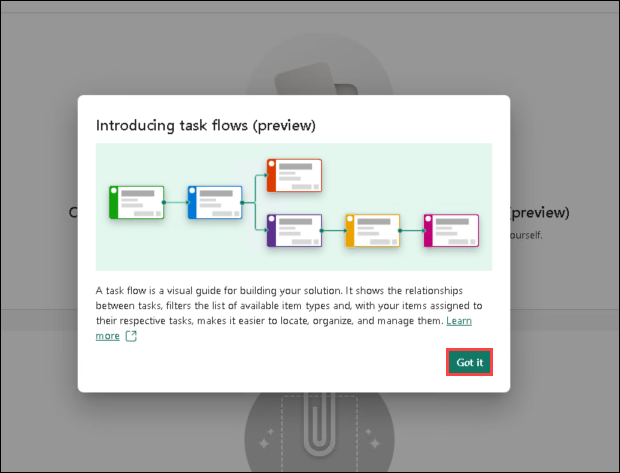 Introducing task flows (preview)
C
(preview)
ourself.
A task flow is a visual guide for building your solution. It shows the relationships
between tasks, filters the list of available item types and, with your items assigned to
their respective tasks, makes it easier to locate, organize, and manage them. Learn
more
Got it